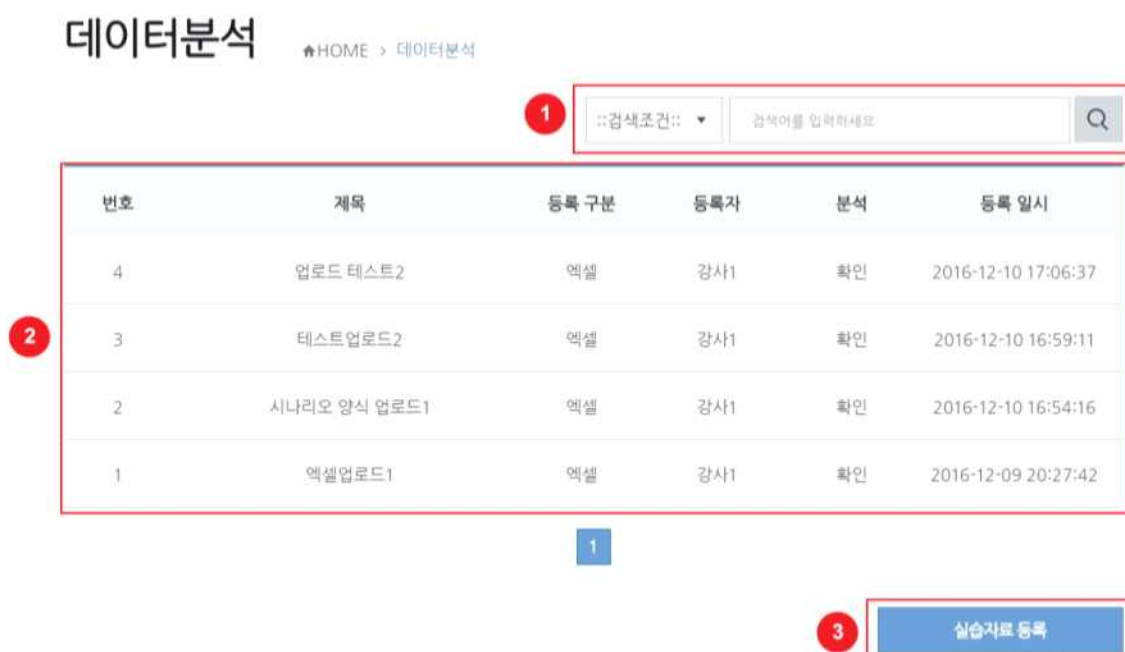 데이터분석 HOME > 데이터분석
1 ::검색조건:: ▼ 검색어를 입력하세요
번호 제목 등록 구분 등록자 분석 등록 일시
4 업로드 테스트2 엑셀 강사1 확인 2016-12-10 17:06:37
2
3 테스트업로드2 엑셀 강사1 확인 2016-12-10 16:59:11
2 시나리오 양식 업로드1 엑셀 강사1 확인 2016-12-10 16:54:16
1 엑셀업로드1 엑셀 강사1 확인 2016-12-09 20:27:42
1
3 실습자료 등록